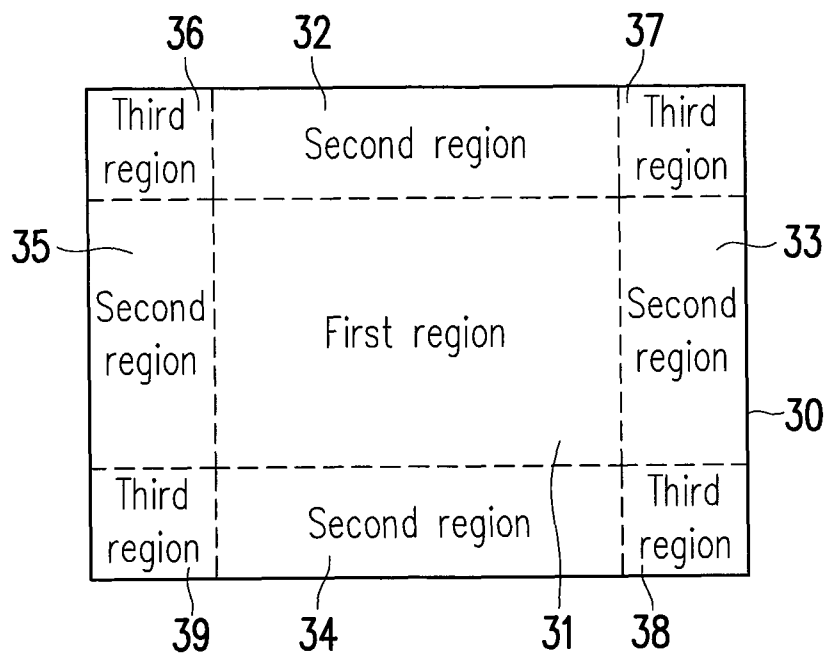 36 32 37
Third
region
Second region
Third
region
35
33
Second
region
First region
Second
region
30
Third
region
Second region
Third
region
39 34 31 38